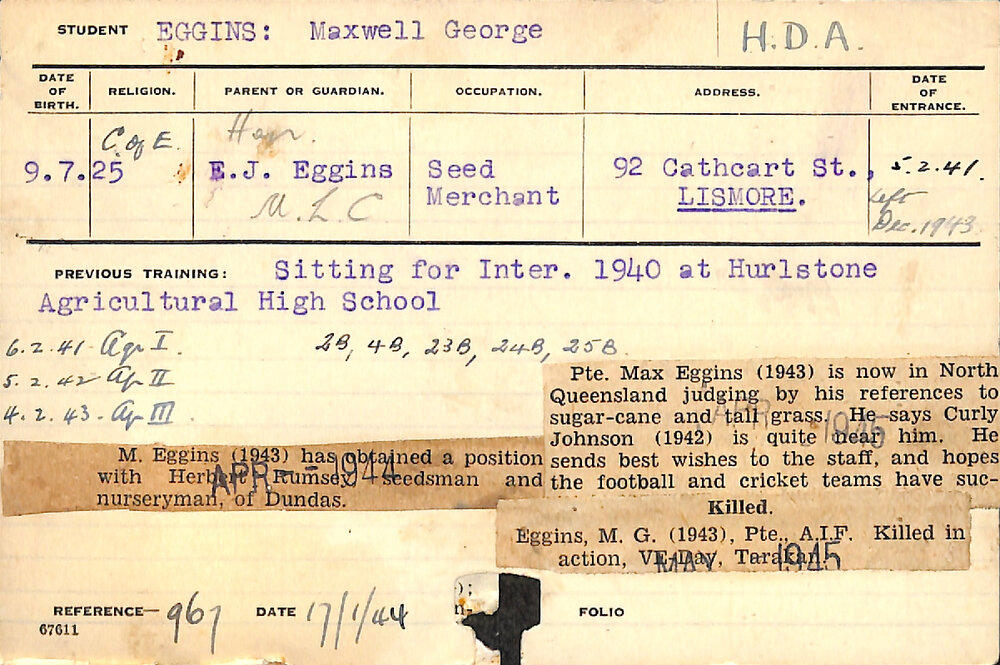 STUDENT EGGINS: Maxwell George H.D.A.
DATE OF BIRTH. RELIGION. PARENT OR GUARDIAN. OCCUPATION. ADDRESS. DATE OF ENTRANCE.
C of E. Hon.
9.7.25 E.J. Eggins Seed 92 Cathcart St., 5.2.41.
M.L.C Merchant LISMORE. Left
Dec. 1943
PREVIOUS TRAINING: Sitting for Inter. 1940 at Hurlstone
Agricultural High School
6.2.41 Agr I. 2B, 4B, 23B, 24B, 25B
5.2.42 Ag II
4.2.43. Ag III
Pte. Max Eggins (1943) is now in North
Queensland judging by his references to
sugar-cane and tall grass. He says Curly
Johnson (1942) is quite near him. He
sends best wishes to the staff, and hopes
the football and cricket teams have suc-
APR 1945
M. Eggins (1943) has obtained a position
with Herbert Rumsey, seedsman and
nurseryman, of Dundas.
APR - - 1944
Killed.
Eggins, M. G. (1943), Pte., A.I.F. Killed in
action, VE-Day, Tarakan.
MAY - 1945
):
n-
REFERENCE— 967 DATE 17/1/44 FOLIO
67611